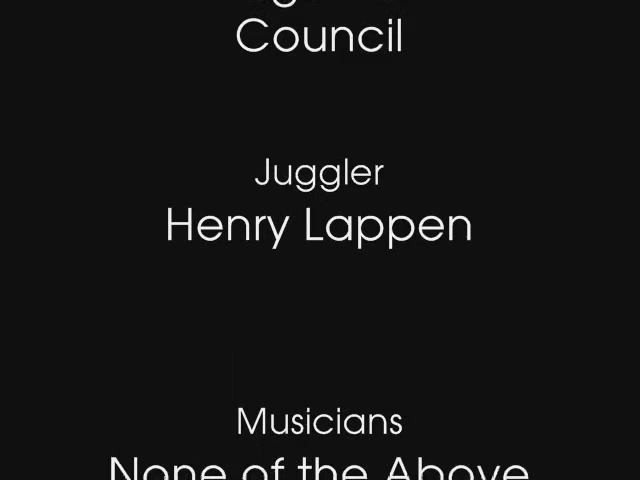 Council
Juggler
Henry Lappen
Musicians
None of the Above